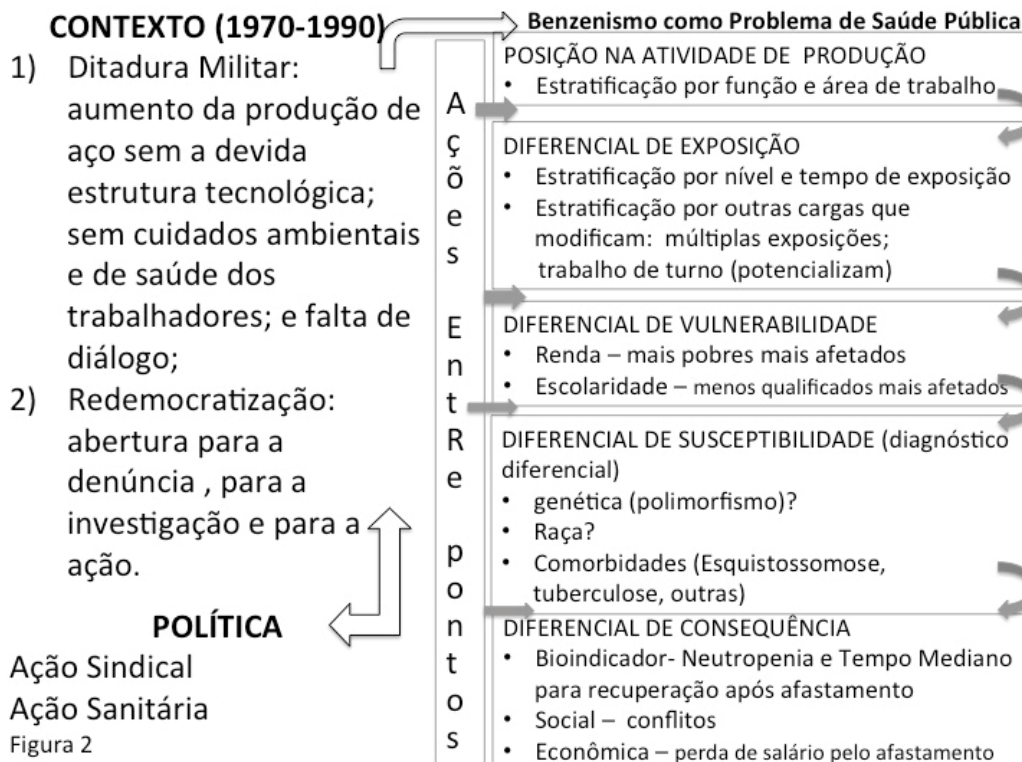 CONTEXTO (1970-1990)
1) Ditadura Militar:
aumento da produção de
aço sem a devida
estrutura tecnológica;
sem cuidados ambientais
e de saúde dos
trabalhadores; e falta de
diálogo;
2) Redemocratização:
abertura para a
denúncia , para a
investigação e para a
ação.
POLÍTICA
Ação Sindical
Ação Sanitária
Figura 2
A
ç
õ
e
s
E
n
t
R
e
p
o
n
t
o
s
Benzenismo como Problema de Saúde Pública
POSIÇÃO NA ATIVIDADE DE PRODUÇÃO
• Estratificação por função e área de trabalho
DIFERENCIAL DE EXPOSIÇÃO
• Estratificação por nível e tempo de exposição
• Estratificação por outras cargas que
modificam: múltiplas exposições;
trabalho de turno (potencializam)
DIFERENCIAL DE VULNERABILIDADE
• Renda – mais pobres mais afetados
• Escolaridade – menos qualificados mais afetados
DIFERENCIAL DE SUSCEPTIBILIDADE (diagnóstico
diferencial)
• genética (polimorfismo)?
• Raça?
• Comorbidades (Esquistossomose,
tuberculose, outras)
DIFERENCIAL DE CONSEQUÊNCIA
• Bioindicador- Neutropenia e Tempo Mediano
para recuperação após afastamento
• Social – conflitos
• Econômica – perda de salário pelo afastamento